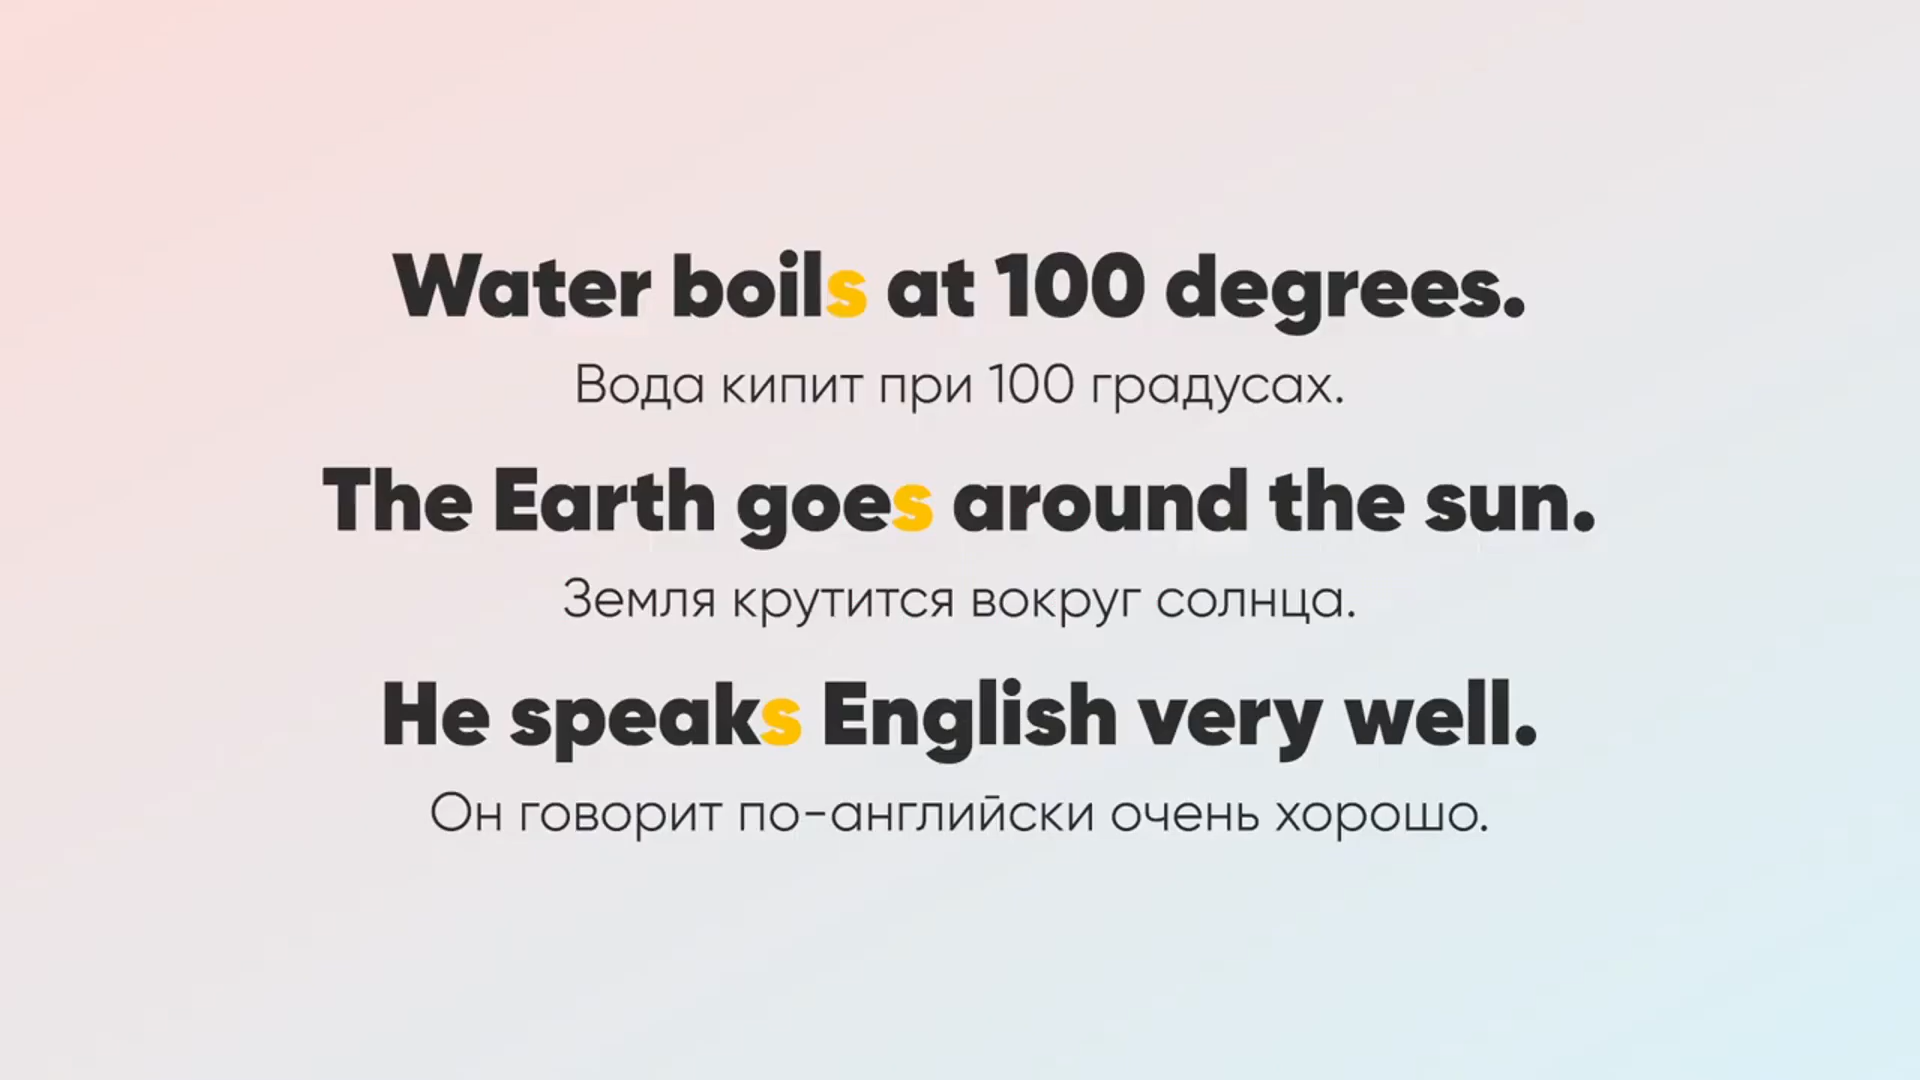 Water boils at 100 degrees.
Вода кипит при 100 градусах.
The Earth goes around the sun.
Земля крутится вокруг солнца.
He speaks English very well.
Он говорит по-английски очень хорошо.